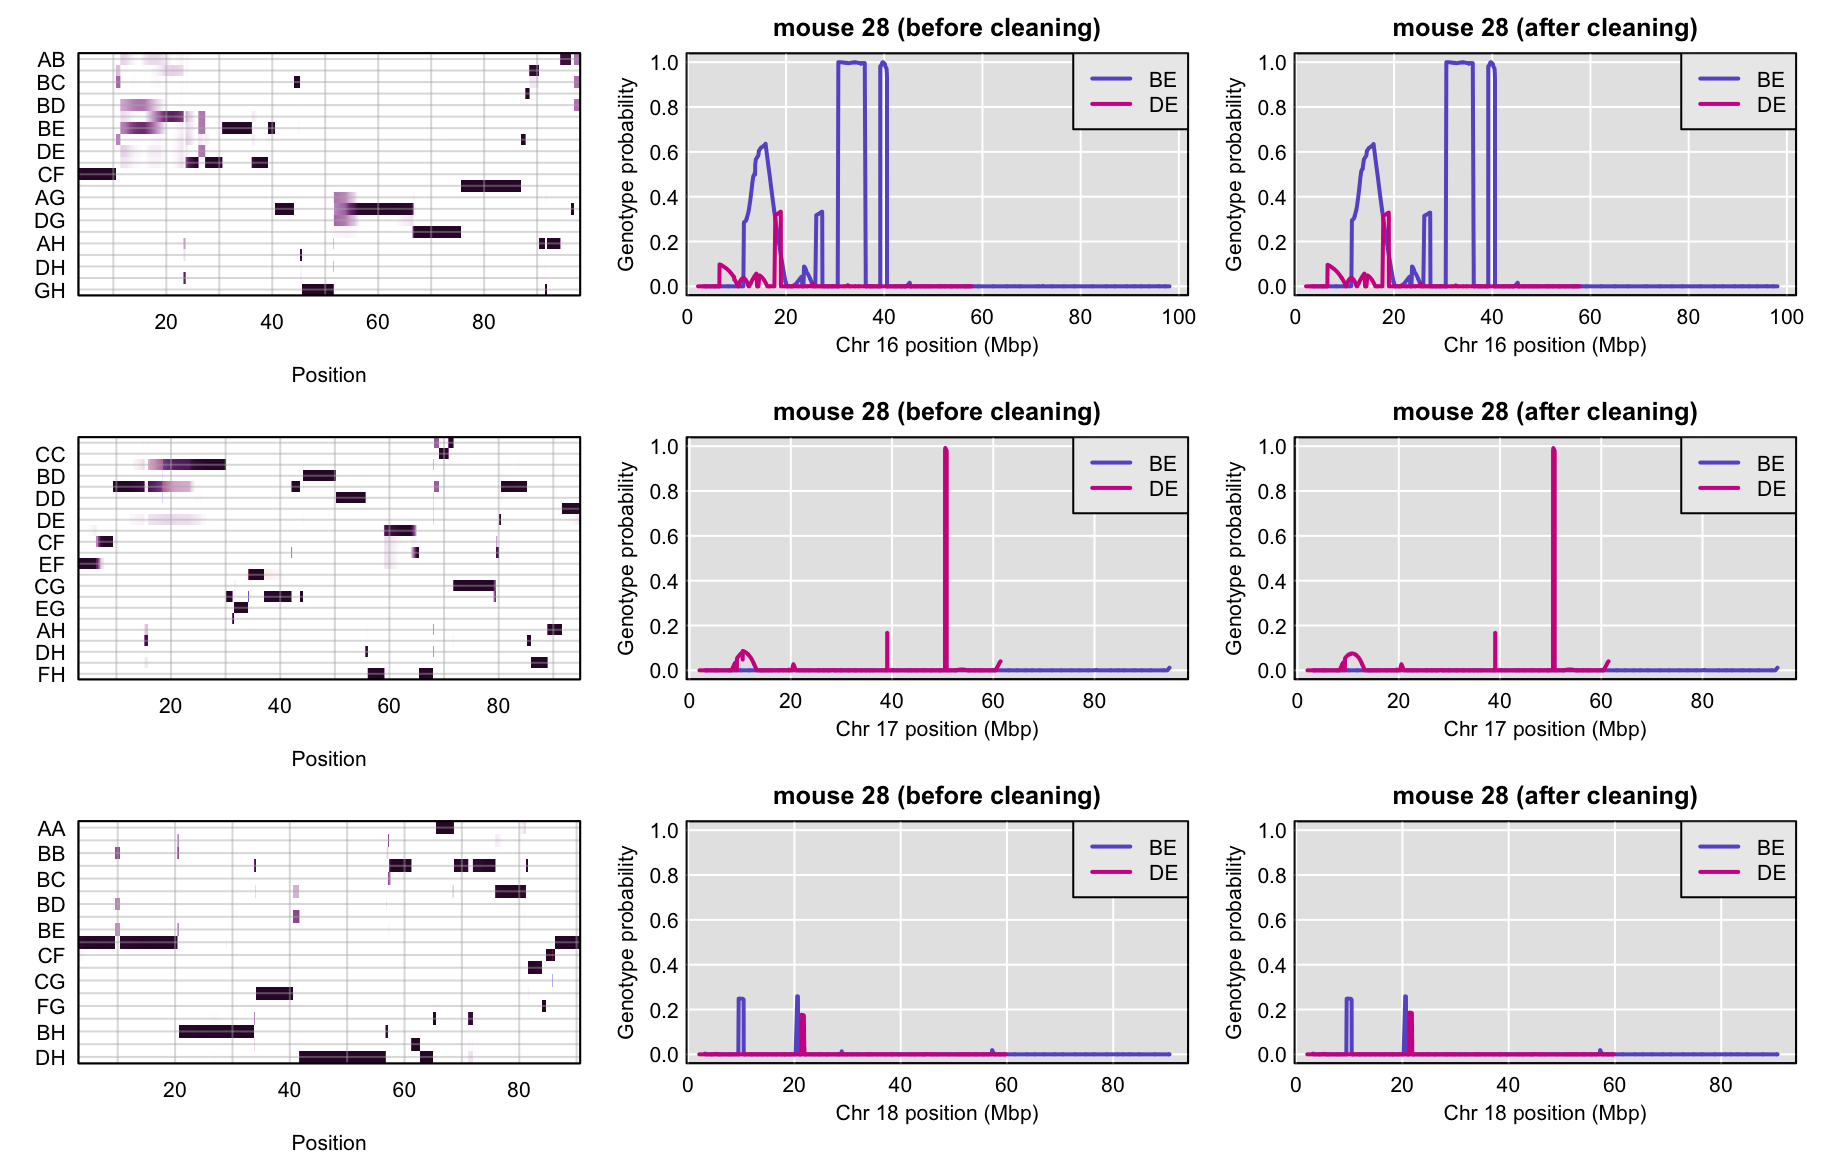 AB
BC
BD
BE
DE
CF
AG
DG
AH
DH
GH
20 40 60 80
Position
mouse 28 (before cleaning)
Genotype probability
1.0
0.8
0.6
0.4
0.2
0.0
BE
DE
0 20 40 60 80 100
Chr 16 position (Mbp)
mouse 28 (after cleaning)
Genotype probability
1.0
0.8
0.6
0.4
0.2
0.0
BE
DE
0 20 40 60 80 100
Chr 16 position (Mbp)
CC
BD
DD
DE
CF
EF
CG
EG
AH
DH
FH
20 40 60 80
Position
mouse 28 (before cleaning)
Genotype probability
1.0
0.8
0.6
0.4
0.2
0.0
BE
DE
0 20 40 60 80
Chr 17 position (Mbp)
mouse 28 (after cleaning)
Genotype probability
1.0
0.8
0.6
0.4
0.2
0.0
BE
DE
0 20 40 60 80
Chr 17 position (Mbp)
AA
BB
BC
BD
BE
CF
CG
FG
BH
DH
20 40 60 80
Position
mouse 28 (before cleaning)
Genotype probability
1.0
0.8
0.6
0.4
0.2
0.0
BE
DE
0 20 40 60 80
Chr 18 position (Mbp)
mouse 28 (after cleaning)
Genotype probability
1.0
0.8
0.6
0.4
0.2
0.0
BE
DE
0 20 40 60 80
Chr 18 position (Mbp)